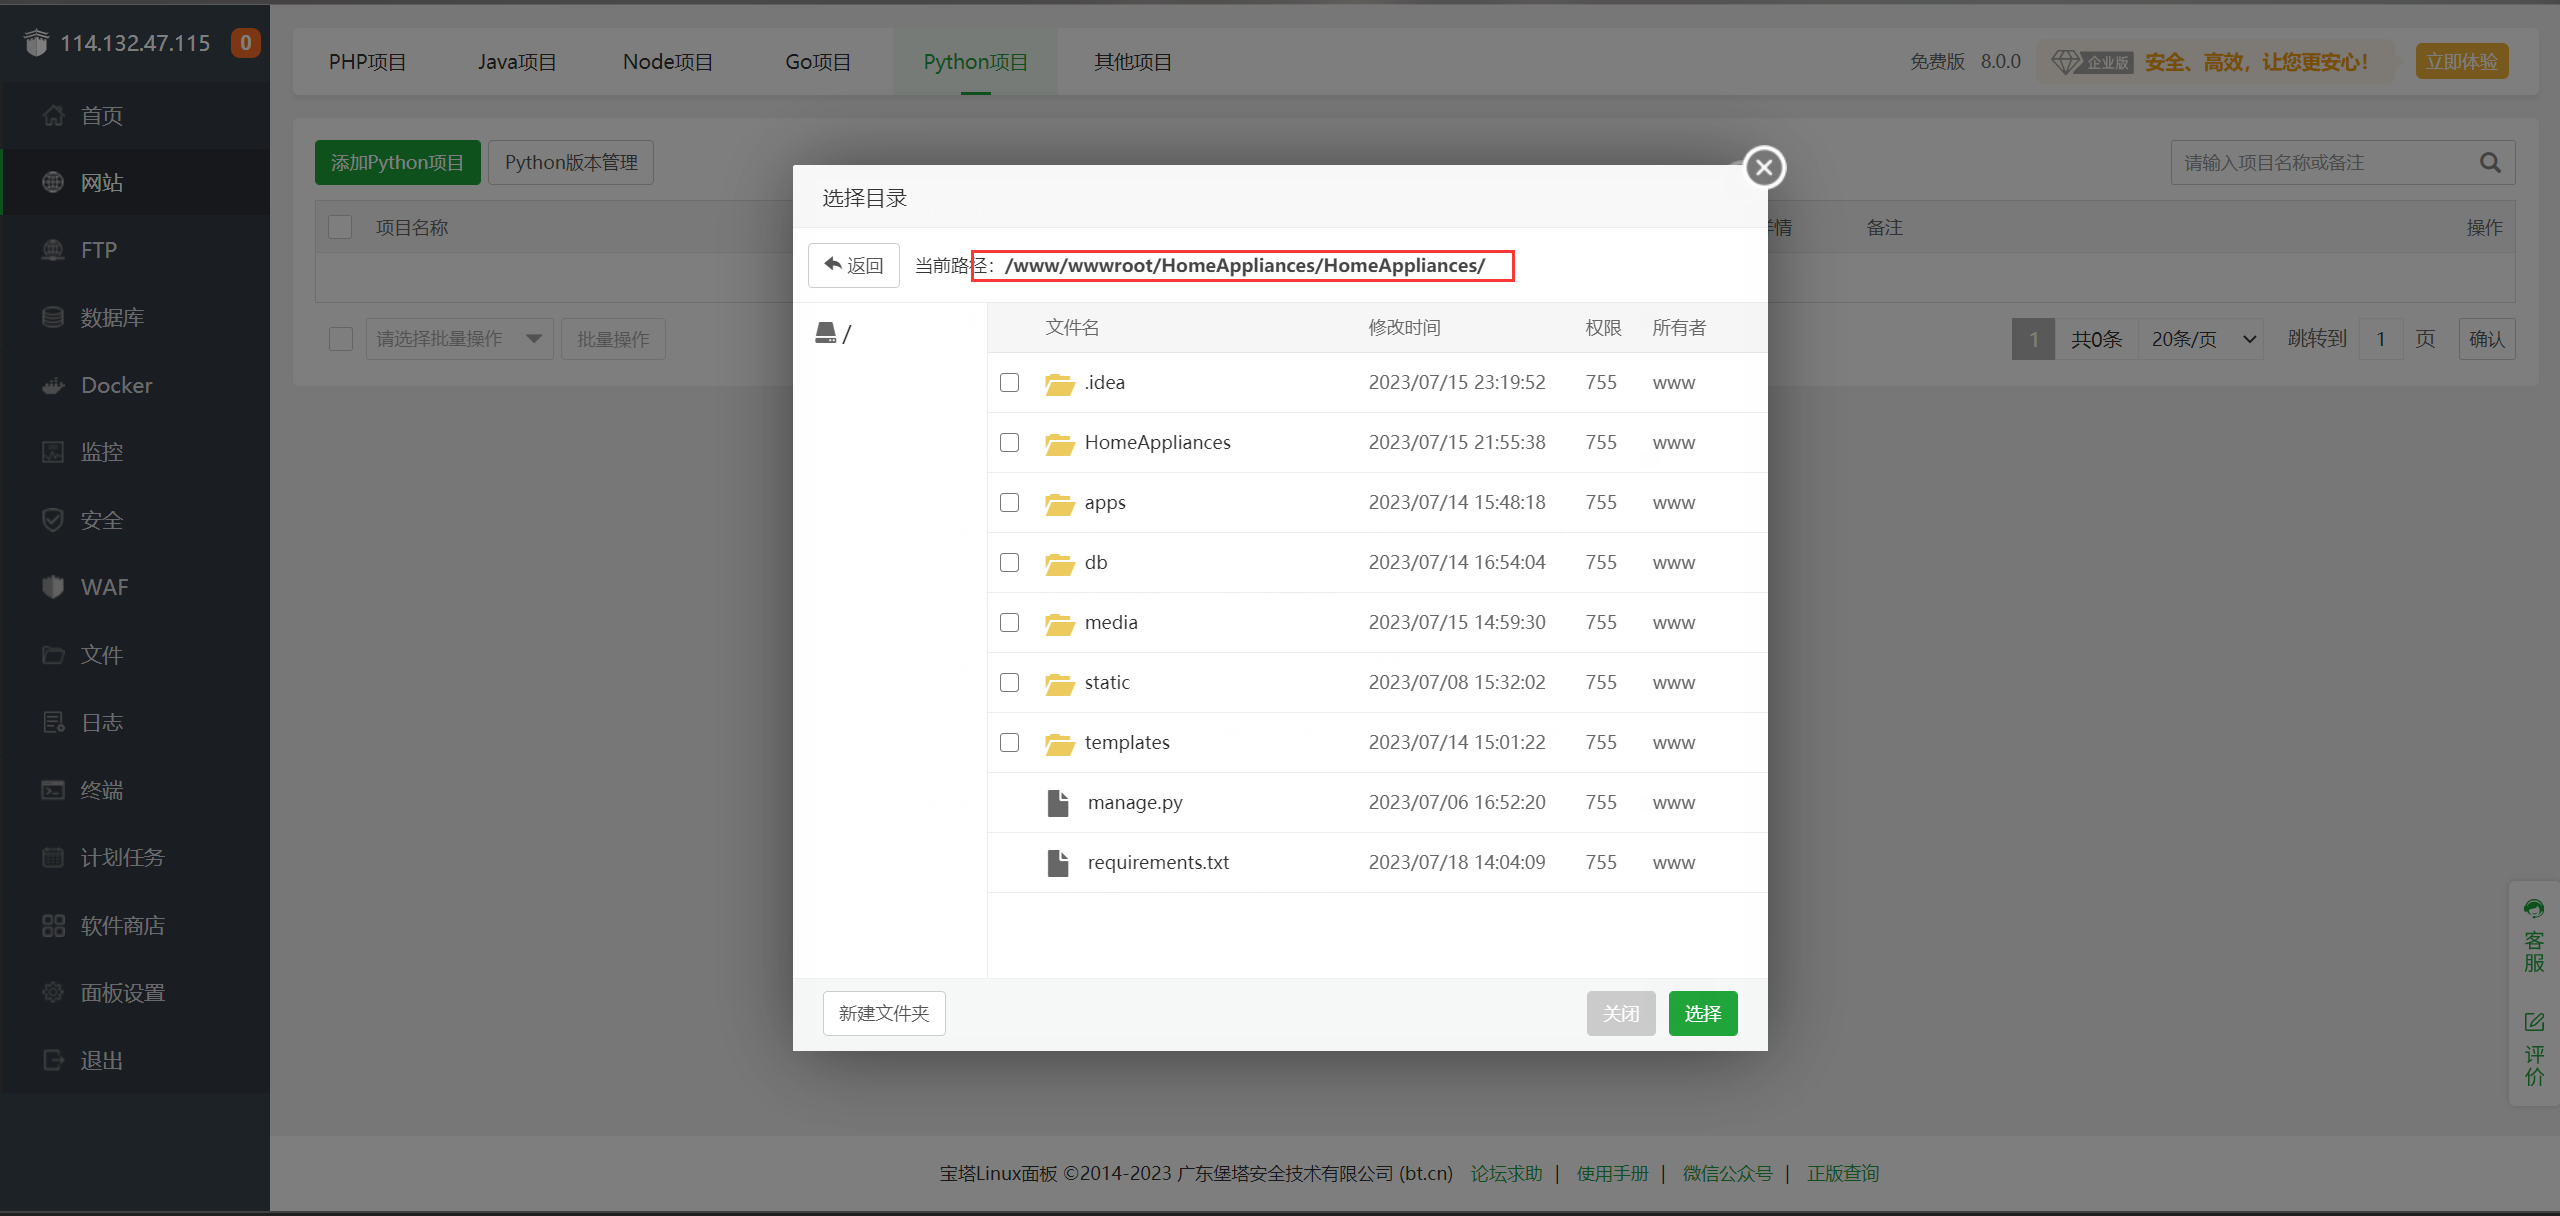 114.132.47.115 0
首页
网站
FTP
数据库
Docker
监控
安全
WAF
文件
日志
终端
计划任务
软件商店
面板设置
退出
PHP项目 Java项目 Node项目 Go项目 Python项目 其他项目
免费版 8.0.0 企业版 安全、高效，让您更安心! 立即体验
添加Python项目 Python版本管理
请输入项目名称或备注
项目名称 情 备注 操作
请选择批量操作 批量操作
1 共0条 20条/页 跳转到 1 页 确认
选择目录
返回 当前路径： /www/wwwroot/HomeAppliances/HomeAppliances/
/
文件名 修改时间 权限 所有者
.idea 2023/07/15 23:19:52 755 www
HomeAppliances 2023/07/15 21:55:38 755 www
apps 2023/07/14 15:48:18 755 www
db 2023/07/14 16:54:04 755 www
media 2023/07/15 14:59:30 755 www
static 2023/07/08 15:32:02 755 www
templates 2023/07/14 15:01:22 755 www
manage.py 2023/07/06 16:52:20 755 www
requirements.txt 2023/07/18 14:04:09 755 www
新建文件夹 关闭 选择
客服
评价
宝塔Linux面板 ©2014-2023 广东堡塔安全技术有限公司 (bt.cn) 论坛求助 | 使用手册 | 微信公众号 | 正版查询